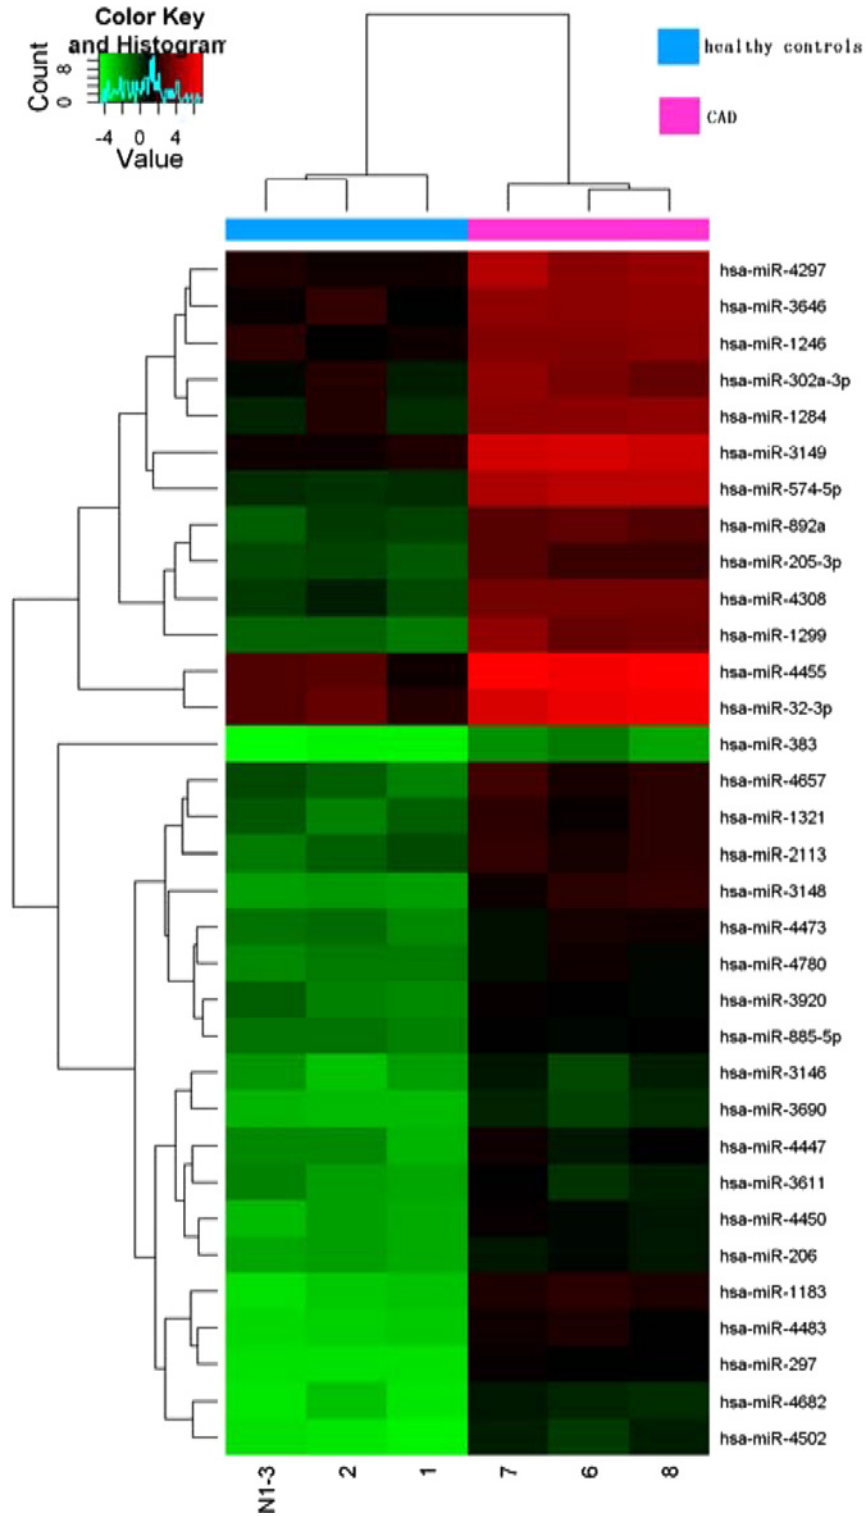 Color Key
and Histogram
Count
0
8
-4
0
4
Value
healthy controls
CAD
hsa-miR-4297
hsa-miR-3646
hsa-miR-1246
hsa-miR-302a-3p
hsa-miR-1284
hsa-miR-3149
hsa-miR-574-5p
hsa-miR-892a
hsa-miR-205-3p
hsa-miR-4308
hsa-miR-1299
hsa-miR-4455
hsa-miR-32-3p
hsa-miR-383
hsa-miR-4657
hsa-miR-1321
hsa-miR-2113
hsa-miR-3148
hsa-miR-4473
hsa-miR-4780
hsa-miR-3920
hsa-miR-885-5p
hsa-miR-3146
hsa-miR-3690
hsa-miR-4447
hsa-miR-3611
hsa-miR-4450
hsa-miR-206
hsa-miR-1183
hsa-miR-4483
hsa-miR-297
hsa-miR-4682
hsa-miR-4502
N1-3
2
1
7
6
8